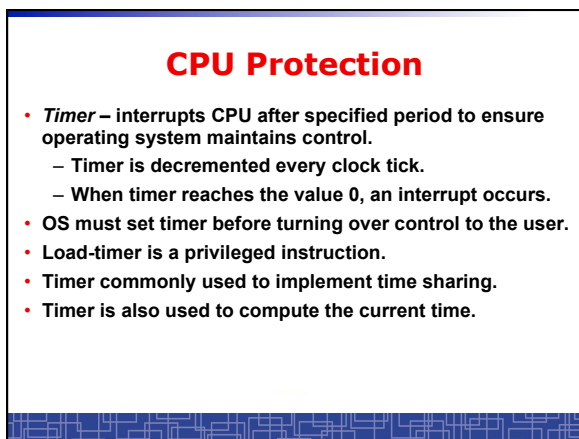 CPU Protection
• Timer – interrupts CPU after specified period to ensure
operating system maintains control.
– Timer is decremented every clock tick.
– When timer reaches the value 0, an interrupt occurs.
• OS must set timer before turning over control to the user.
• Load-timer is a privileged instruction.
• Timer commonly used to implement time sharing.
• Timer is also used to compute the current time.